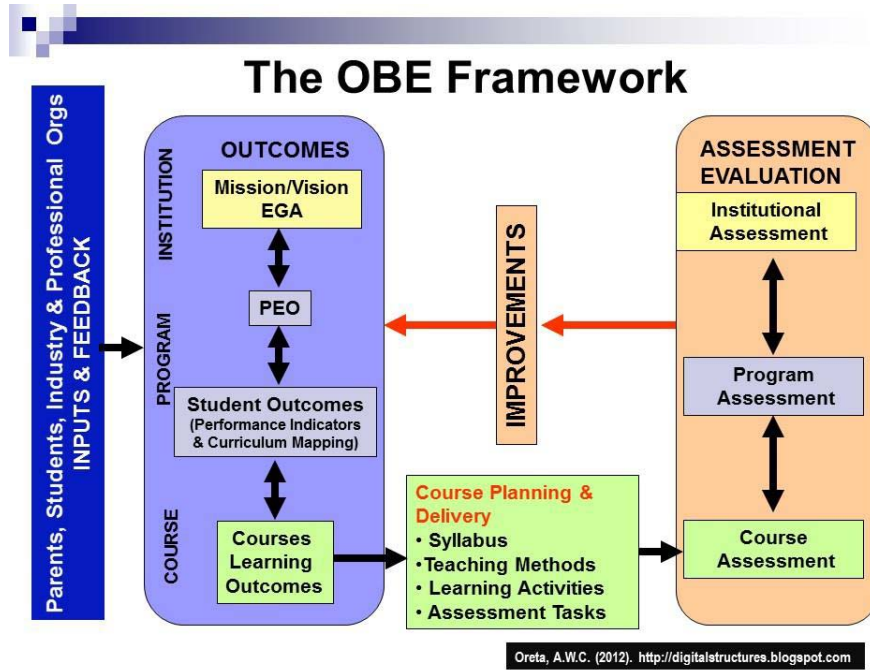 The OBE Framework
Parents, Students, Industry & Professional Orgs
INPUTS & FEEDBACK
OUTCOMES
INSTITUTION
Mission/Vision
EGA
PROGRAM
PEO
Student Outcomes
(Performance Indicators
& Curriculum Mapping)
COURSE
Courses
Learning
Outcomes
IMPROVEMENTS
Course Planning &
Delivery
• Syllabus
•Teaching Methods
• Learning Activities
• Assessment Tasks
ASSESSMENT
EVALUATION
Institutional
Assessment
Program
Assessment
Course
Assessment
Oreta, A.W.C. (2012). http://digitalstructures.blogspot.com